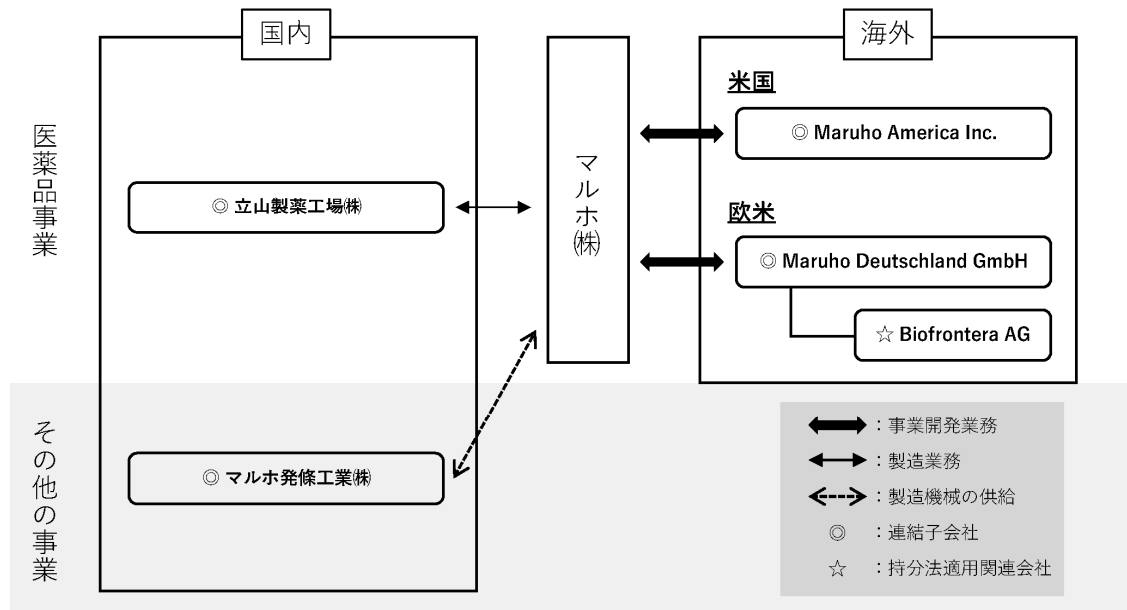 国内
海外
医薬品事業
その他の事業
◎ 立山製薬工場㈱
◎ マルホ発條工業㈱
マルホ㈱
米国
◎ Maruho America Inc.
欧米
◎ Maruho Deutschland GmbH
☆ Biofrontera AG
：事業開発業務
：製造業務
：製造機械の供給
◎ ：連結子会社
☆ ：持分法適用関連会社